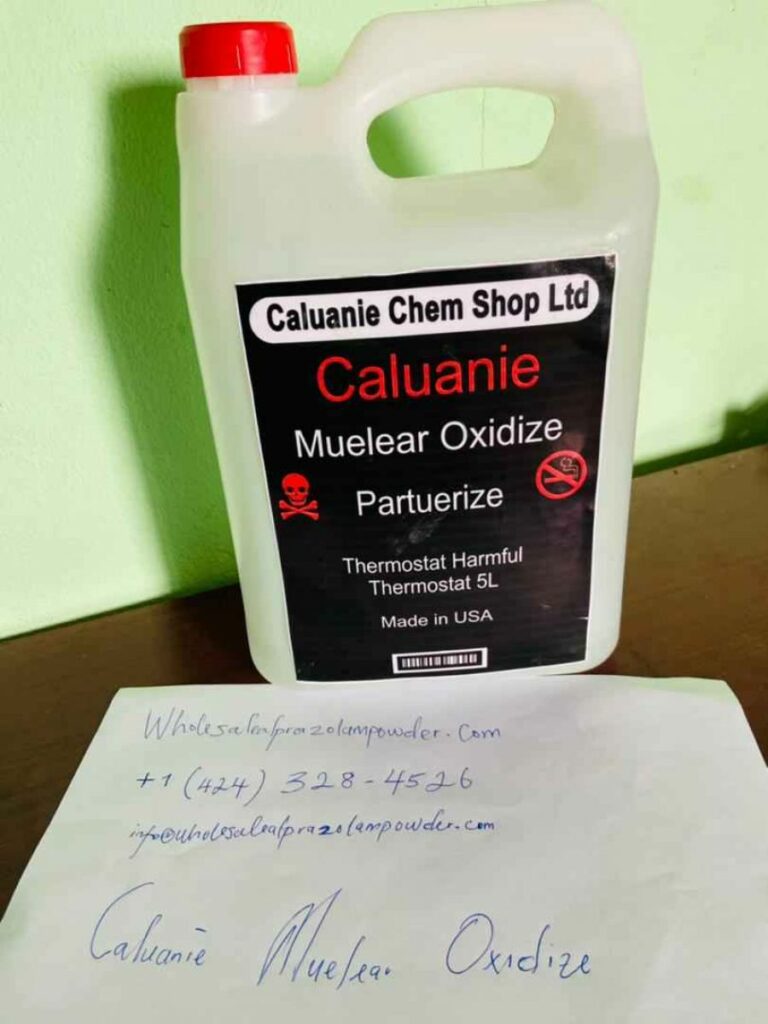 Caluanie Chem Shop Ltd
Caluanie
Muelear Oxidize
Partuerize
Thermostat Harmful
Thermostat 5L
Made in USA
Wholesalealprazolampowder.com
+1 (424) 328-4526
info@wholesalealprazolampowder.com
Caluanie Muelear Oxidize